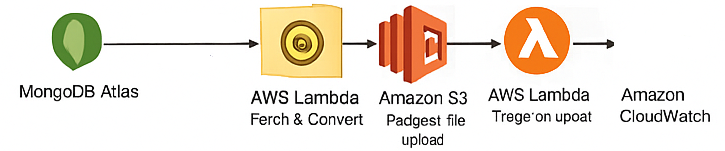 MongoDB Atlas
AWS Lambda
Ferch & Convert
Amazon S3
Padgest file
upload
AWS Lambda
Trege·on upoat
Amazon
CloudWatch